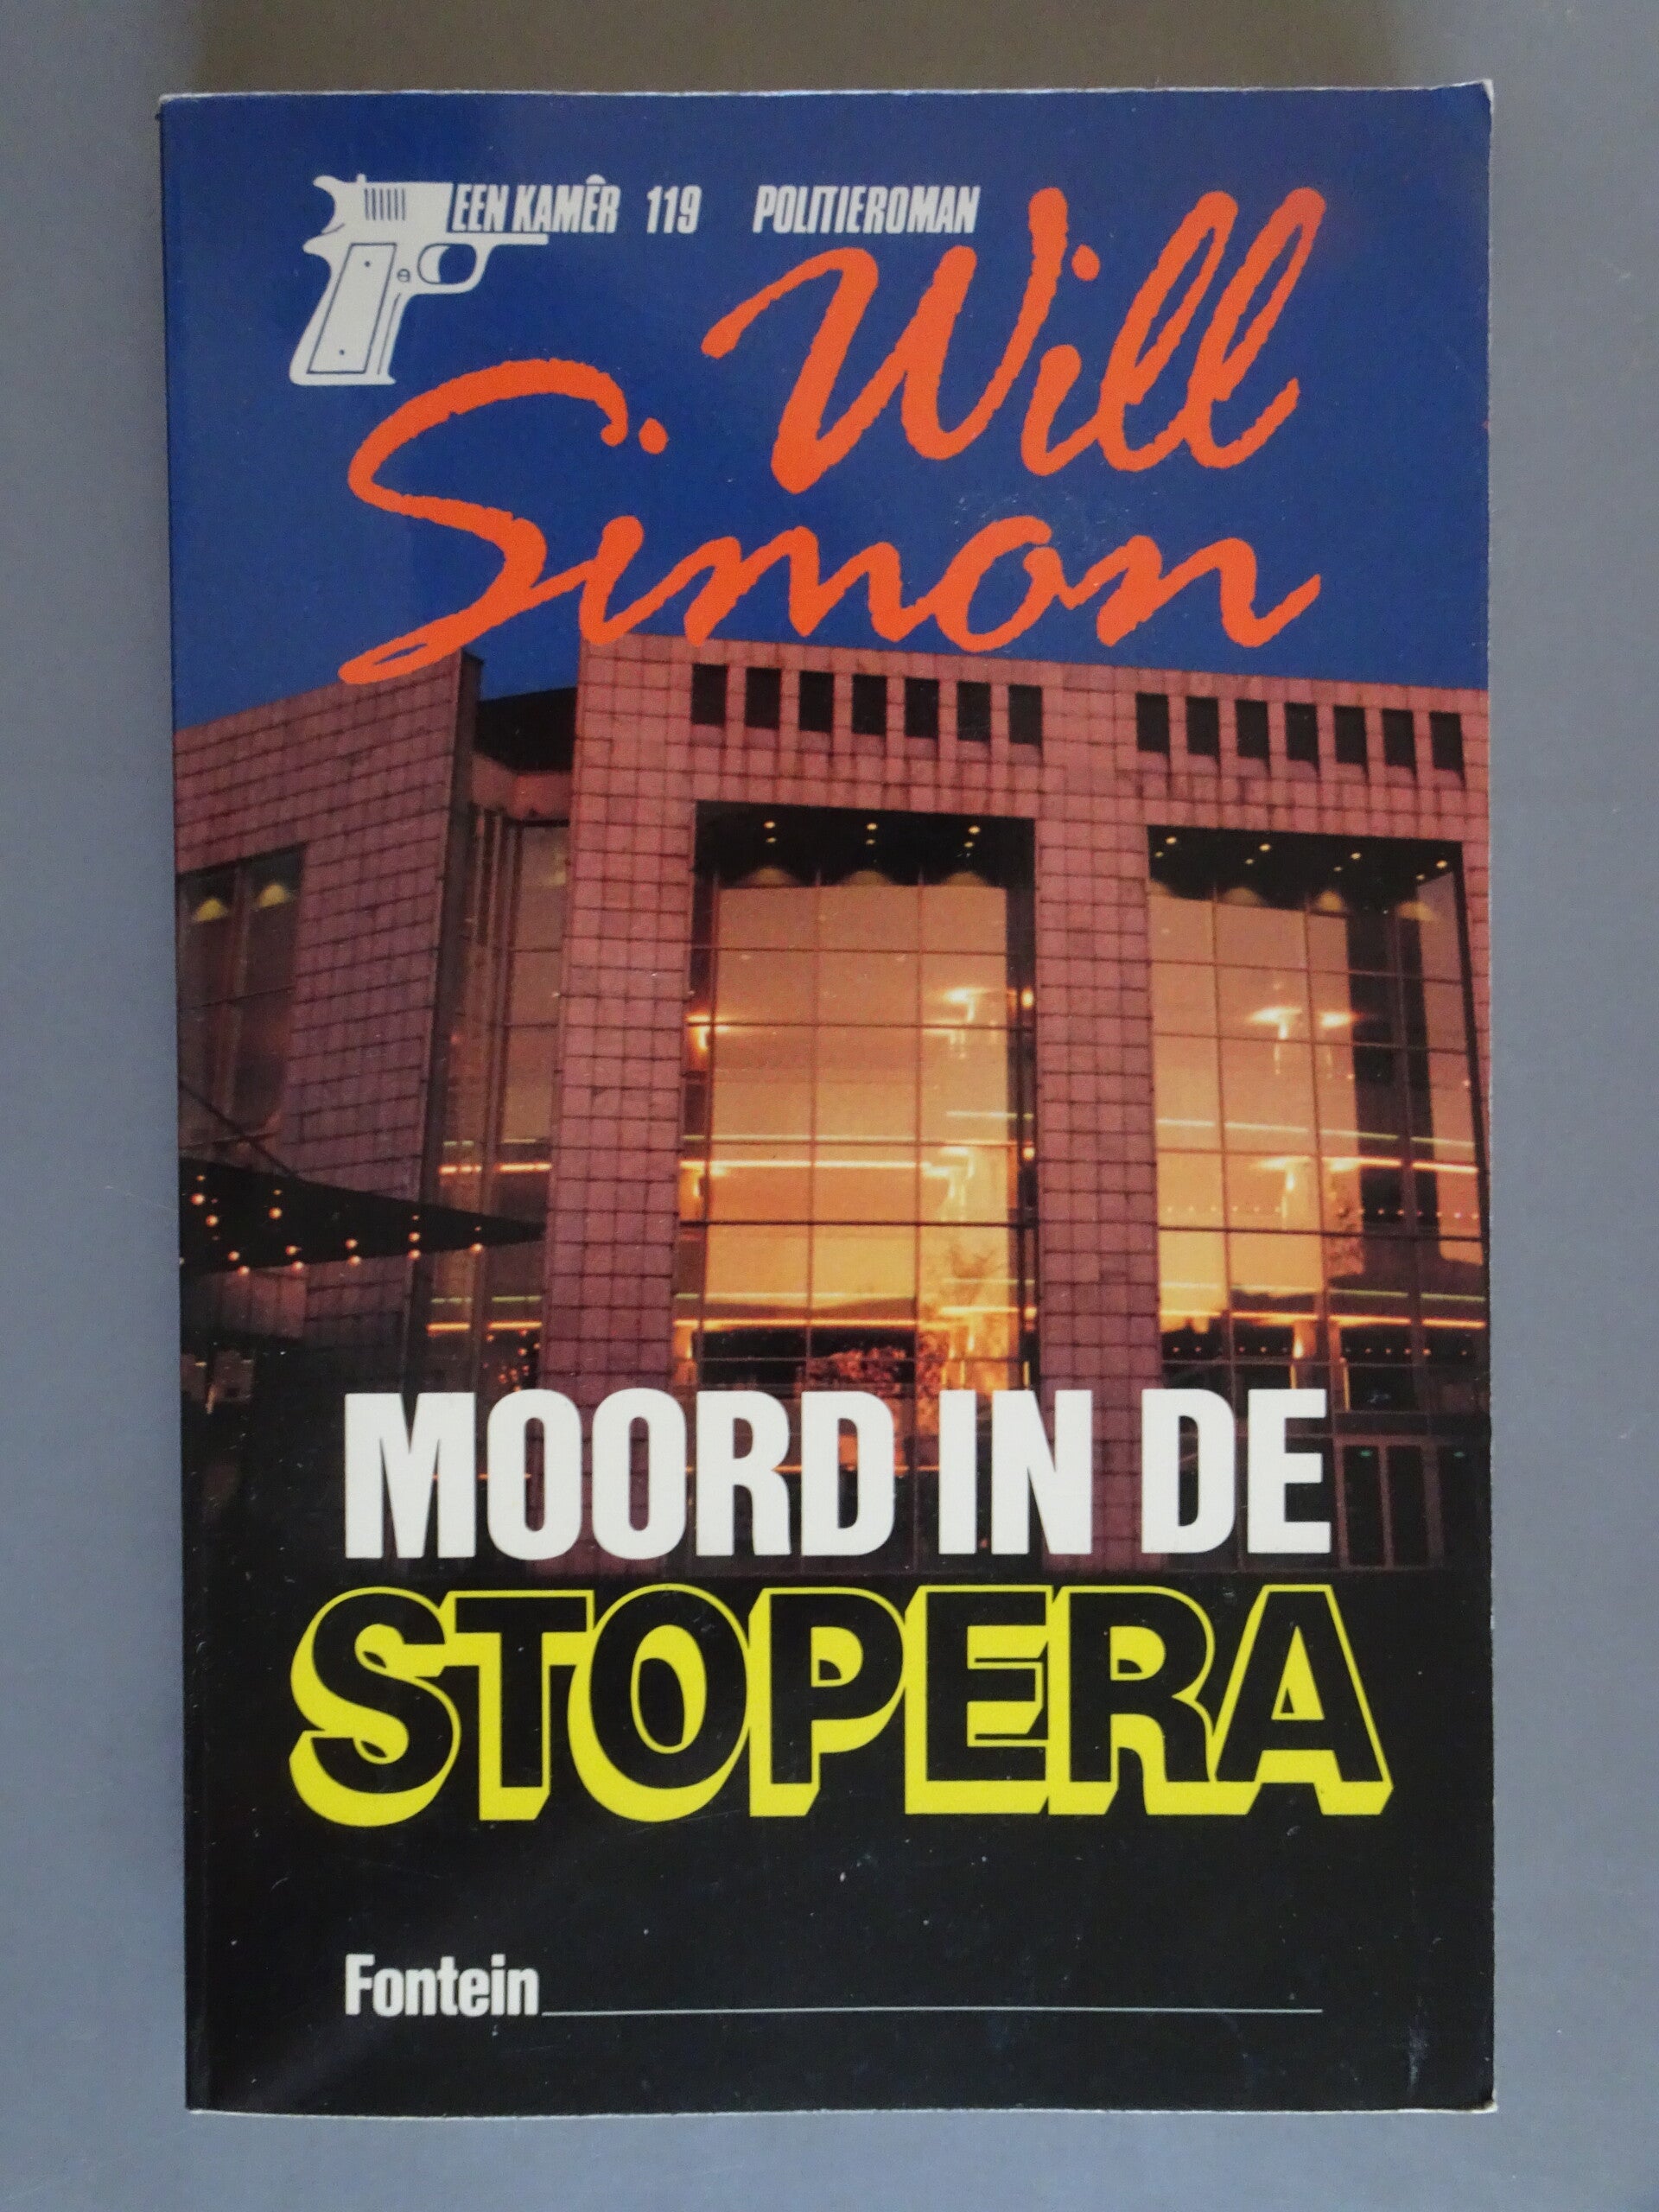 EEN KAMÊR 119 POLITIEROMAN
Will
Simon
MOORD IN DE
STOPERA
Fontein